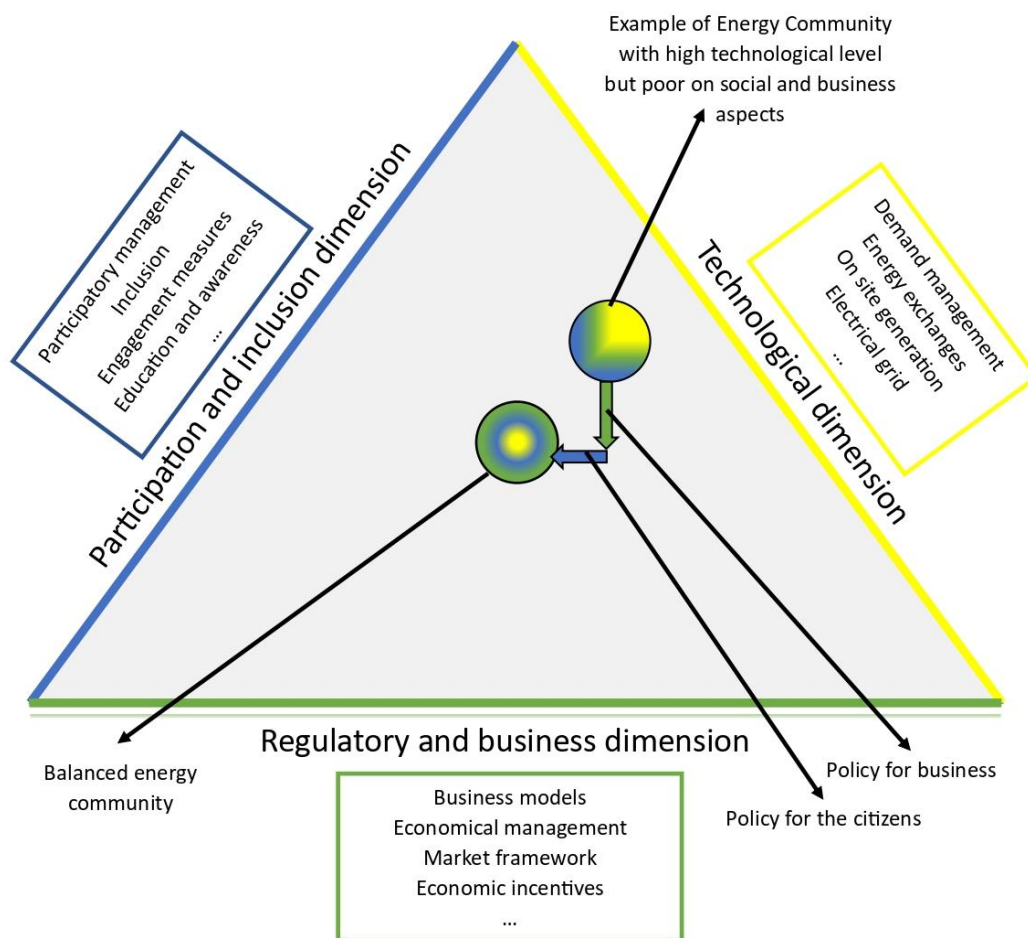 Example of Energy Community
with high technological level
but poor on social and business
aspects
Participatory management
Inclusion
Engagement measures
Education and awareness
...
Participation and inclusion dimension
Demand management
Energy exchanges
On site generation
Electrical grid
...
Technological dimension
Regulatory and business dimension
Balanced energy
community
Business models
Economical management
Market framework
Economic incentives
...
Policy for business
Policy for the citizens